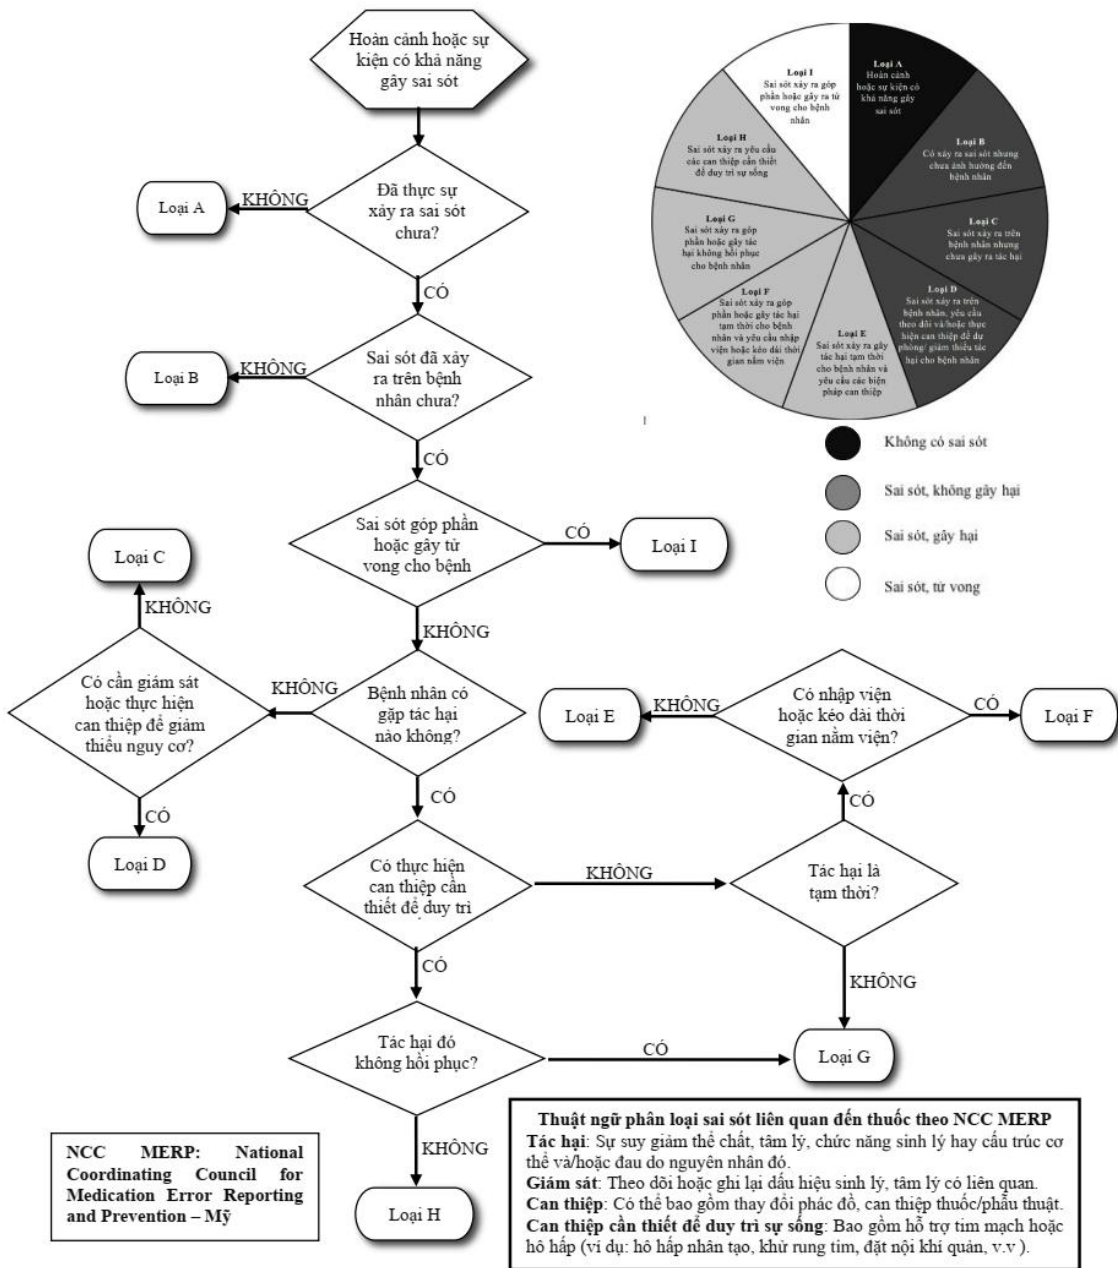 Hoàn cảnh hoặc sự
kiện có khả năng
gây sai sót
Đã thực sự
xảy ra sai sót
chưa?
KHÔNG
Loại A
CÓ
Sai sót đã xảy
ra trên bệnh
nhân chưa?
KHÔNG
Loại B
CÓ
Sai sót góp phần
hoặc gây tử
vong cho bệnh
CÓ
Loại I
KHÔNG
Bệnh nhân có
gặp tác hại
nào không?
KHÔNG
Có cần giám sát
hoặc thực hiện
can thiệp để giảm
thiểu nguy cơ?
KHÔNG
Loại C
CÓ
Loại D
CÓ
Có thực hiện
can thiệp cần
thiết để duy trì
KHÔNG
Tác hại là
tạm thời?
CÓ
Có nhập viện
hoặc kéo dài thời
gian nằm viện?
KHÔNG
Loại E
CÓ
Loại F
KHÔNG
Loại G
CÓ
Tác hại đó
không hồi phục?
CÓ
KHÔNG
Loại H
Loại A
Hoàn cảnh
hoặc sự kiện có
khả năng gây
sai sót
Loại B
Có xảy ra sai sót nhưng
chưa ảnh hưởng đến
bệnh nhân
Loại C
Sai sót xảy ra trên
bệnh nhân nhưng
chưa gây ra tác hại
Loại D
Sai sót xảy ra trên
bệnh nhân, yêu cầu
theo dõi và/hoặc thực
hiện can thiệp để dự
phòng/ giảm thiểu tác
hại cho bệnh nhân
Loại E
Sai sót xảy ra gây
tác hại tạm thời
cho bệnh nhân và
yêu cầu các biện
pháp can thiệp
Loại F
Sai sót xảy ra góp
phần hoặc gây tác hại
tạm thời cho bệnh
nhân và yêu cầu nhập
viện hoặc kéo dài thời
gian nằm viện
Loại G
Sai sót xảy ra góp
phần hoặc gây tác
hại không hồi phục
cho bệnh nhân
Loại H
Sai sót xảy ra yêu cầu
các can thiệp cần thiết
để duy trì sự sống
Loại I
Sai sót xảy ra góp
phần hoặc gây ra tử
vong cho bệnh
nhân
Không có sai sót
Sai sót, không gây hại
Sai sót, gây hại
Sai sót, tử vong
NCC MERP: National
Coordinating Council for
Medication Error Reporting
and Prevention – Mỹ
Thuật ngữ phân loại sai sót liên quan đến thuốc theo NCC MERP
Tác hại: Sự suy giảm thể chất, tâm lý, chức năng sinh lý hay cấu trúc cơ
thể và/hoặc đau do nguyên nhân đó.
Giám sát: Theo dõi hoặc ghi lại dấu hiệu sinh lý, tâm lý có liên quan.
Can thiệp: Có thể bao gồm thay đổi phác đồ, can thiệp thuốc/phẫu thuật.
Can thiệp cần thiết để duy trì sự sống: Bao gồm hỗ trợ tim mạch hoặc
hô hấp (ví dụ: hô hấp nhân tạo, khử rung tim, đặt nội khí quản, v.v ).